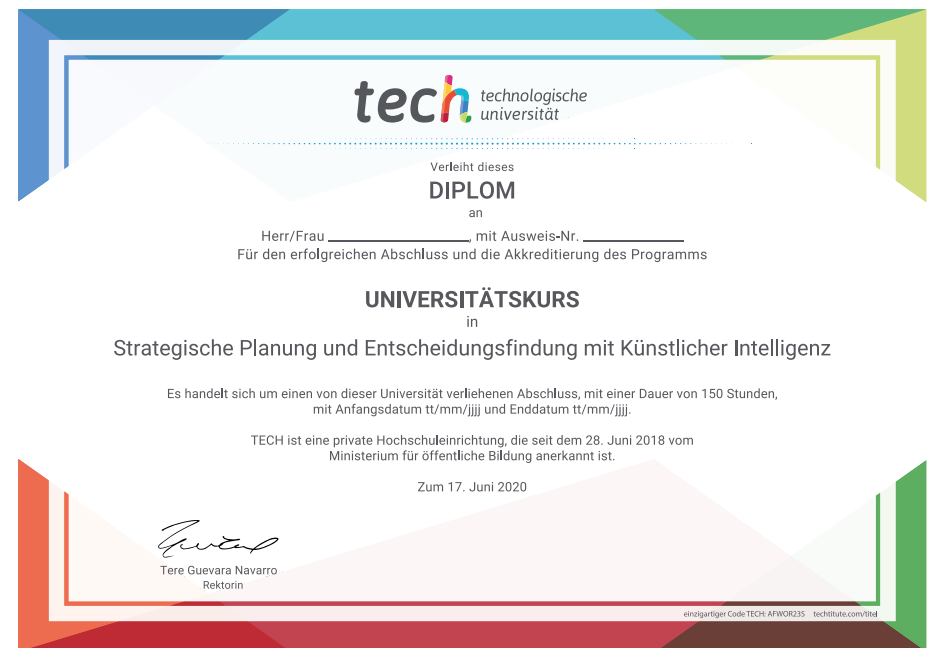 tech technologische
universität
Verleiht dieses
DIPLOM
an
Herr/Frau ____________, mit Ausweis-Nr. ____________
Für den erfolgreichen Abschluss und die Akkreditierung des Programms
UNIVERSITÄTSKURS
in
Strategische Planung und Entscheidungsfindung mit Künstlicher Intelligenz
Es handelt sich um einen von dieser Universität verliehenen Abschluss, mit einer Dauer von 150 Stunden,
mit Anfangsdatum tt/mm/jjjj und Enddatum tt/mm/jjjj.
TECH ist eine private Hochschuleinrichtung, die seit dem 28. Juni 2018 vom
Ministerium für öffentliche Bildung anerkannt ist.
Zum 17. Juni 2020
Tere Guevara Navarro
Rektorin
einzigartiger Code TECH: AFWOR23S techtitute.com/titel